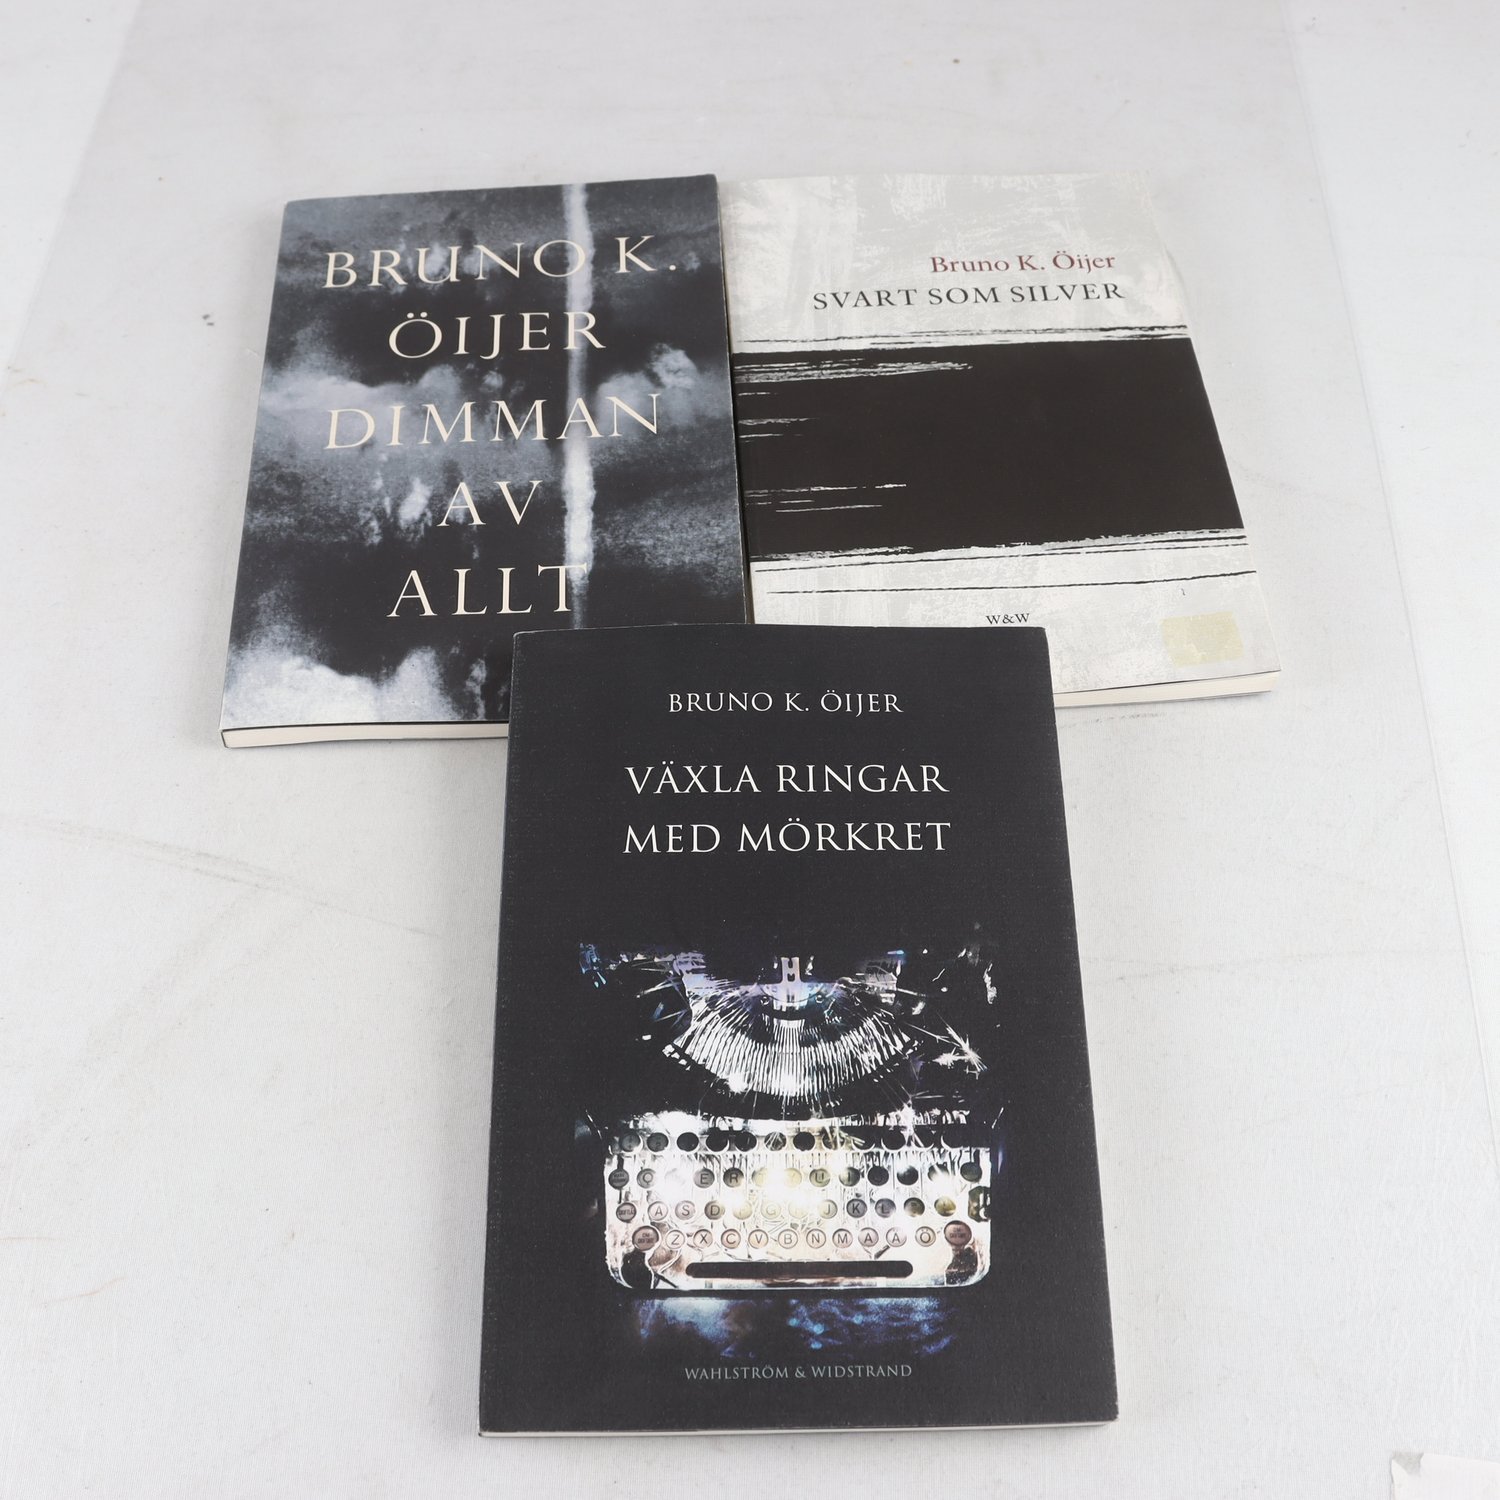 BRUNO K.
ÖIJER
DIMMAN
AV
ALLT
Bruno K. Öijer
SVART SOM SILVER
W&W
BRUNO K. ÖIJER
VÄXLA RINGAR
MED MÖRKRET
A S D G J K L
Z X C V B N M A A Ö
WAHLSTRÖM & WIDSTRAND